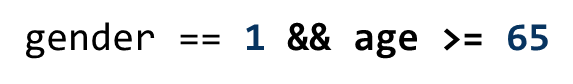 gender == 1 && age >= 65